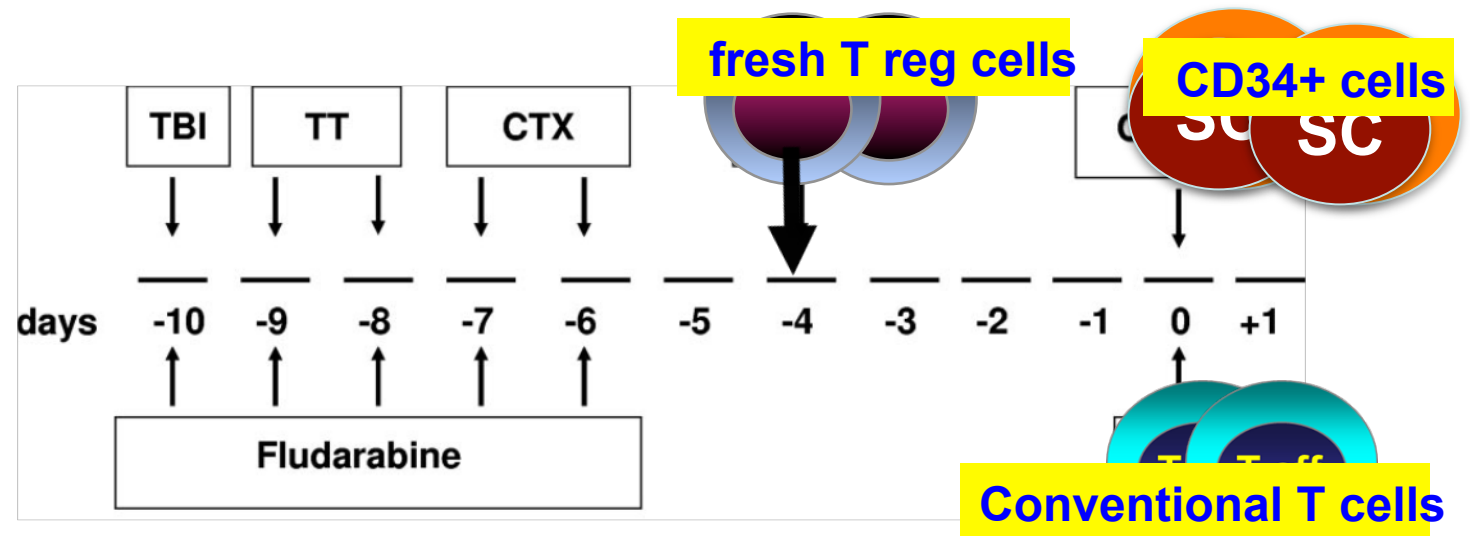 fresh T reg cells
CD34+ cells
TBI TT CTX
SC
days -10 -9 -8 -7 -6 -5 -4 -3 -2 -1 0 +1
Fludarabine
Conventional T cells